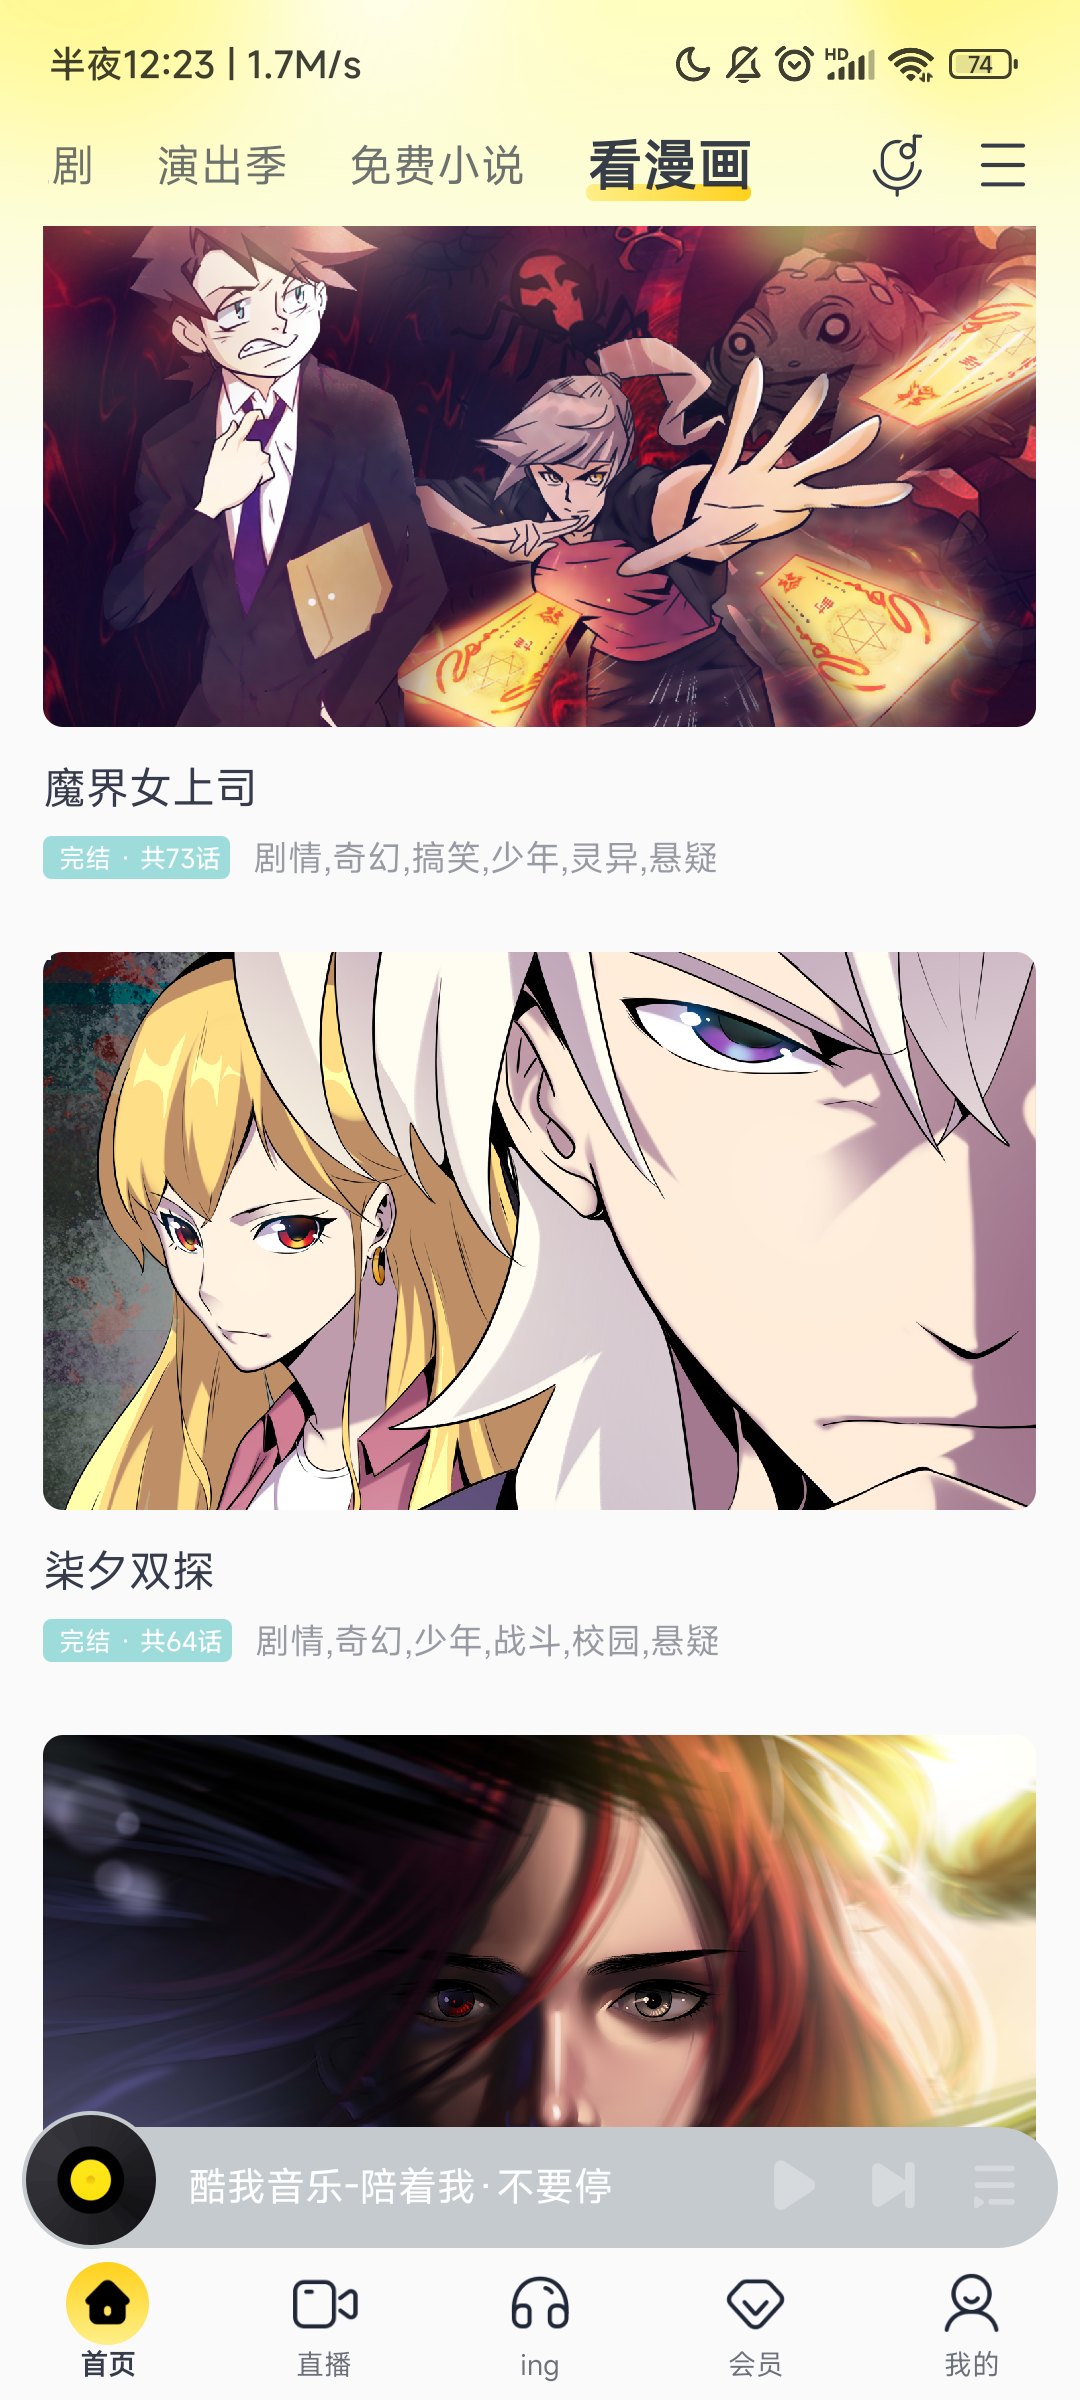 半夜12:23 | 1.7M/s
HD
74
剧 演出季 免费小说 看漫画
魔界女上司
完结 · 共73话 剧情,奇幻,搞笑,少年,灵异,悬疑
柒夕双探
完结 · 共64话 剧情,奇幻,少年,战斗,校园,悬疑
酷我音乐-陪着我·不要停
首页 直播 ing 会员 我的